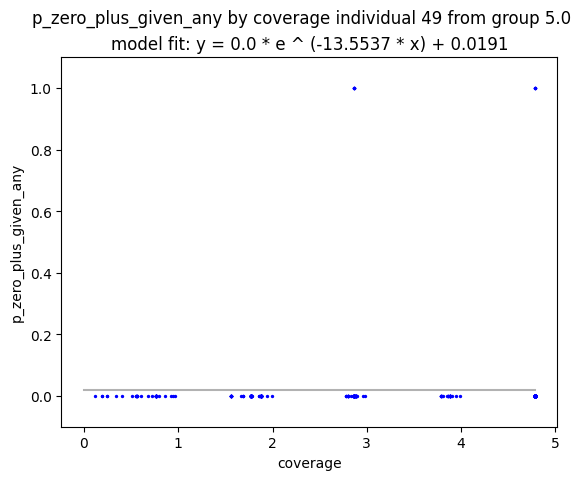 p_zero_plus_given_any by coverage individual 49 from group 5.0
model fit: y = 0.0 * e ^ (-13.5537 * x) + 0.0191
1.0
0.8
0.6
0.4
0.2
0.0
p_zero_plus_given_any
0 1 2 3 4 5
coverage